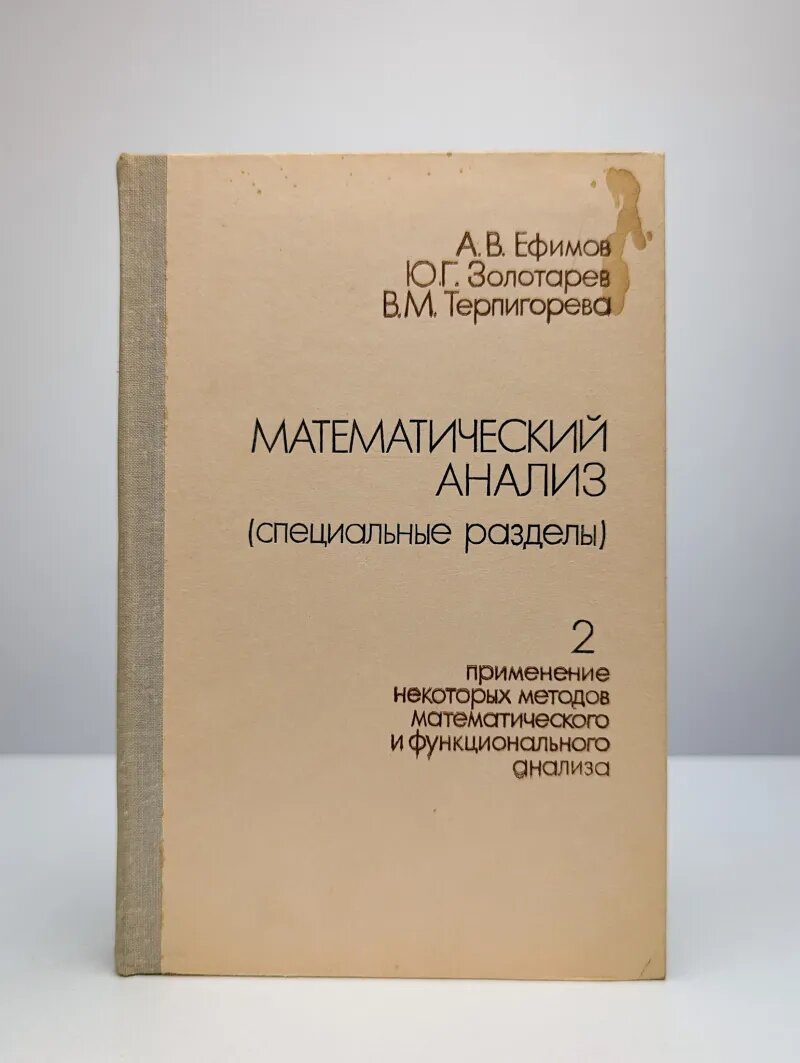 А.В. Ефимов
Ю.Г. Золотарев
В.М. Терпигорева
МАТЕМАТИЧЕСКИЙ
АНАЛИЗ
(специальные разделы)
2
применение
некоторых методов
математического
и функционального
анализа